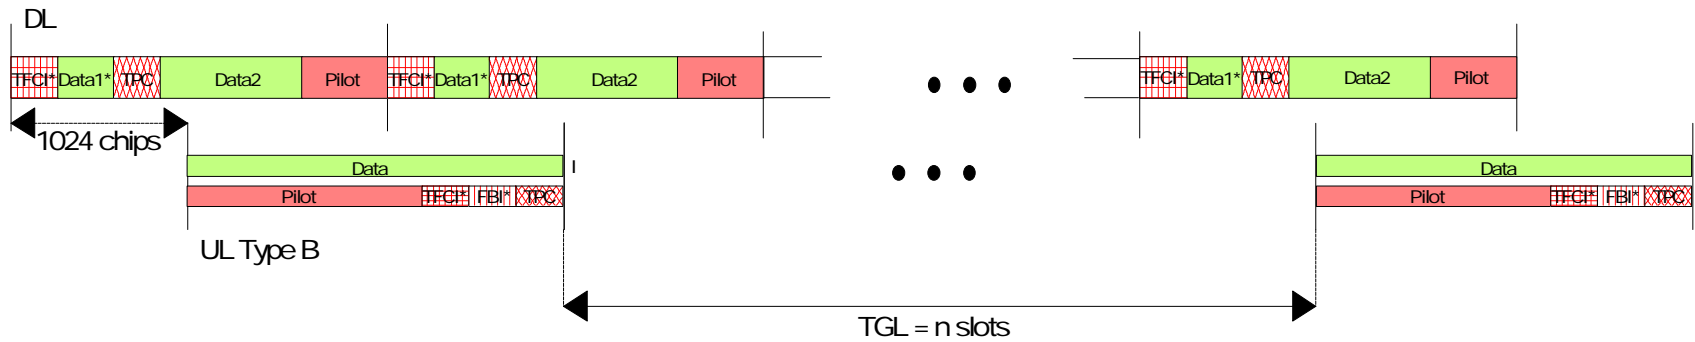 DL
TFCI* Data1* TPC Data2 Pilot TFCI* Data1* TPC Data2 Pilot TFCI* Data1* TPC Data2 Pilot
1024 chips
Data I Data
Pilot TFCI* FBI* TPC Pilot TFCI* FBI* TPC
UL Type B
TGL = n slots